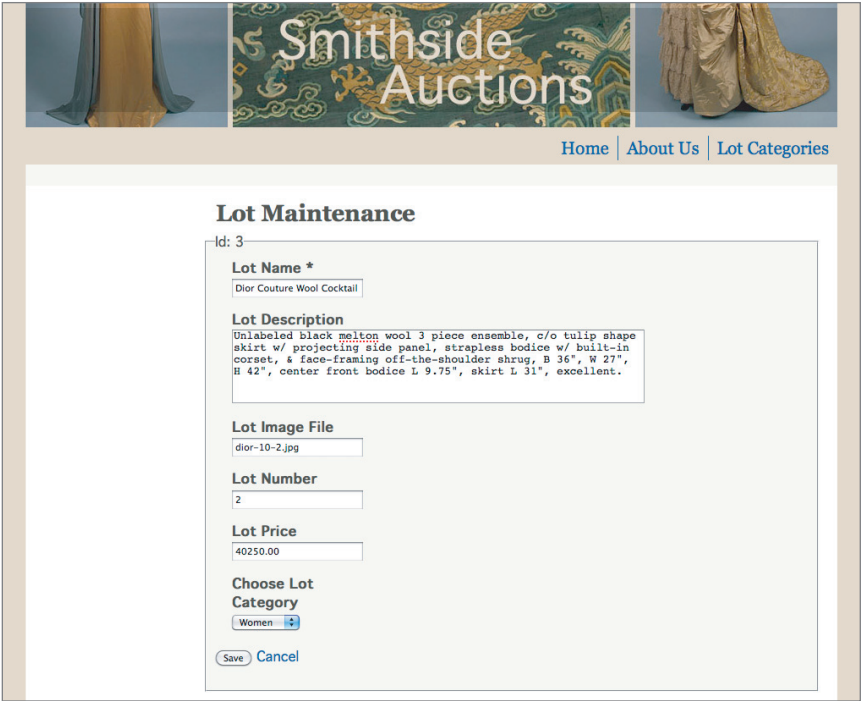 Smithside
Auctions
Home
About Us
Lot Categories
Lot Maintenance
Id: 3
Lot Name *
Dior Couture Wool Cocktail
Lot Description
Unlabeled black melton wool 3 piece ensemble, c/o tulip shape
skirt w/ projecting side panel, strapless bodice w/ built-in
corset, & face-framing off-the-shoulder shrug, B 36", W 27",
H 42", center front bodice L 9.75", skirt L 31", excellent.
Lot Image File
dior-10-2.jpg
Lot Number
2
Lot Price
40250.00
Choose Lot
Category
Women
Save Cancel